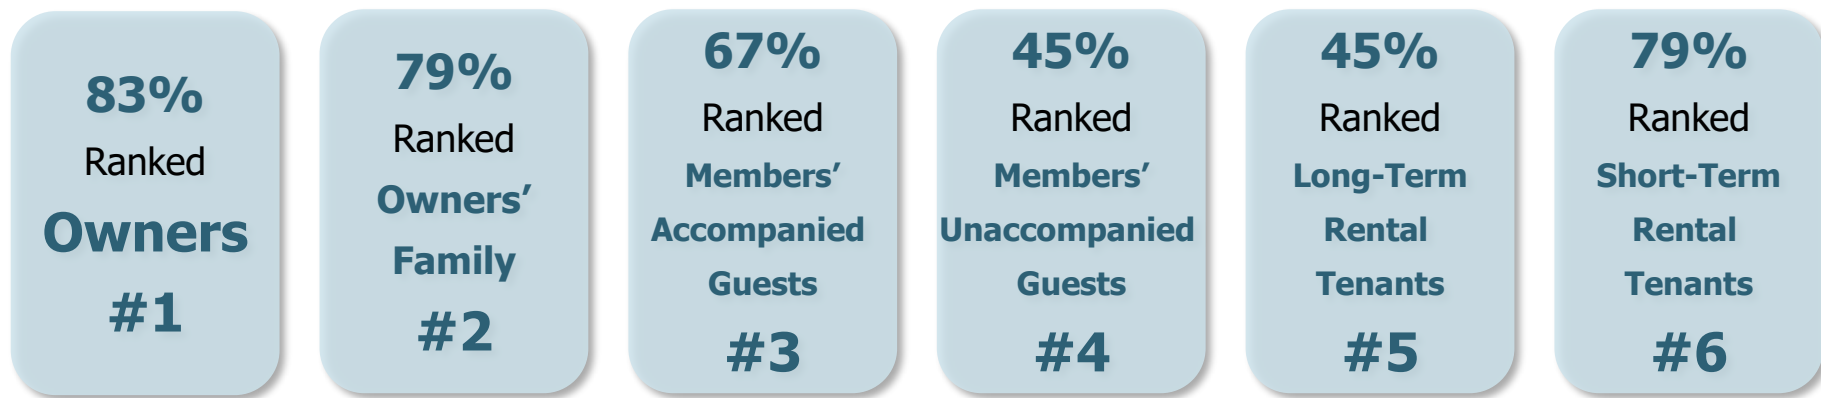 83%
Ranked
Owners
#1
79%
Ranked
Owners’
Family
#2
67%
Ranked
Members’
Accompanied
Guests
#3
45%
Ranked
Members’
Unaccompanied
Guests
#4
45%
Ranked
Long-Term
Rental
Tenants
#5
79%
Ranked
Short-Term
Rental
Tenants
#6